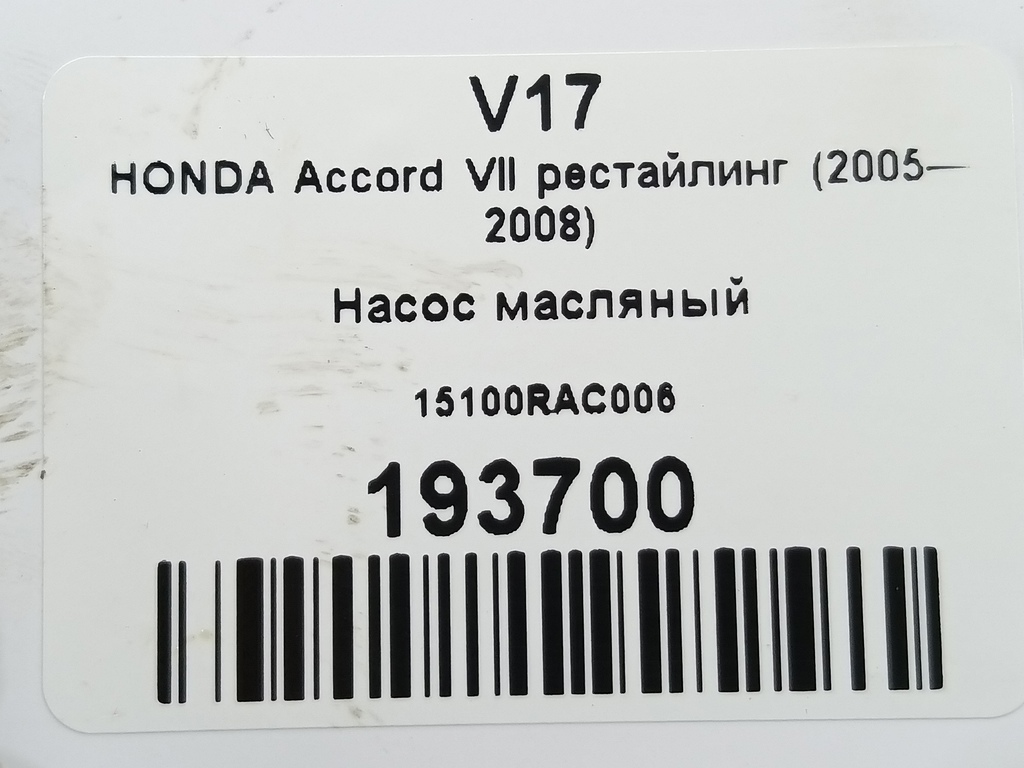 V17
HONDA Accord VII рестайлинг (2005—
2008)
Насос масляный
15100RAC006
193700